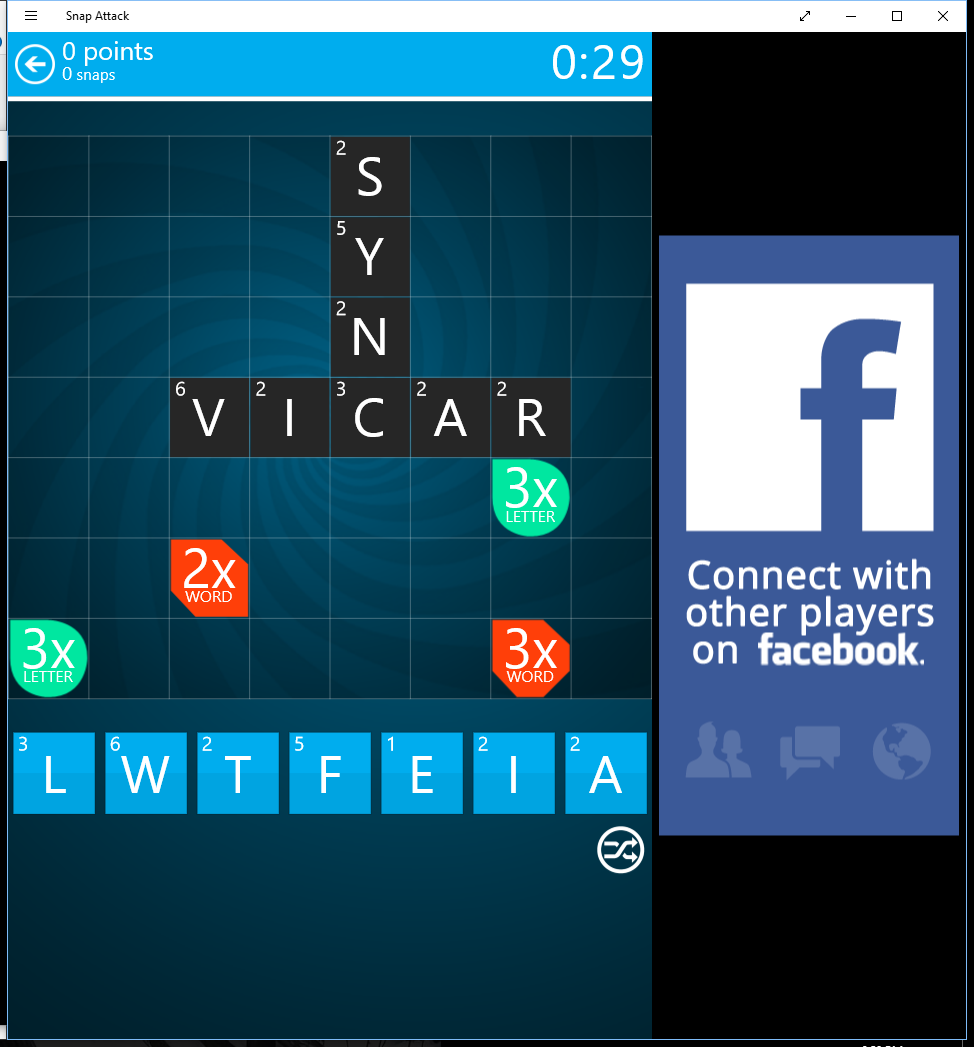 Snap Attack
0 points
0 snaps
0:29
2 S
5 Y
2 N
6 V 2 I 3 C 2 A 2 R
3x
LETTER
2x
WORD
3x
LETTER
3x
WORD
3 L 6 W 2 T 5 F 1 E 2 I 2 A
f
Connect with
other players
on facebook.